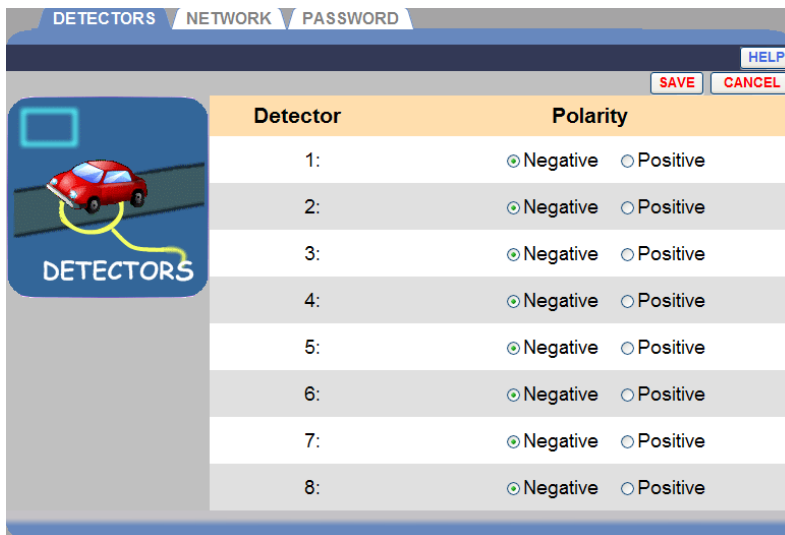 DETECTORS NETWORK PASSWORD
HELP
SAVE CANCEL
Detector Polarity
1: Negative Positive
2: Negative Positive
3: Negative Positive
DETECTORS
4: Negative Positive
5: Negative Positive
6: Negative Positive
7: Negative Positive
8: Negative Positive